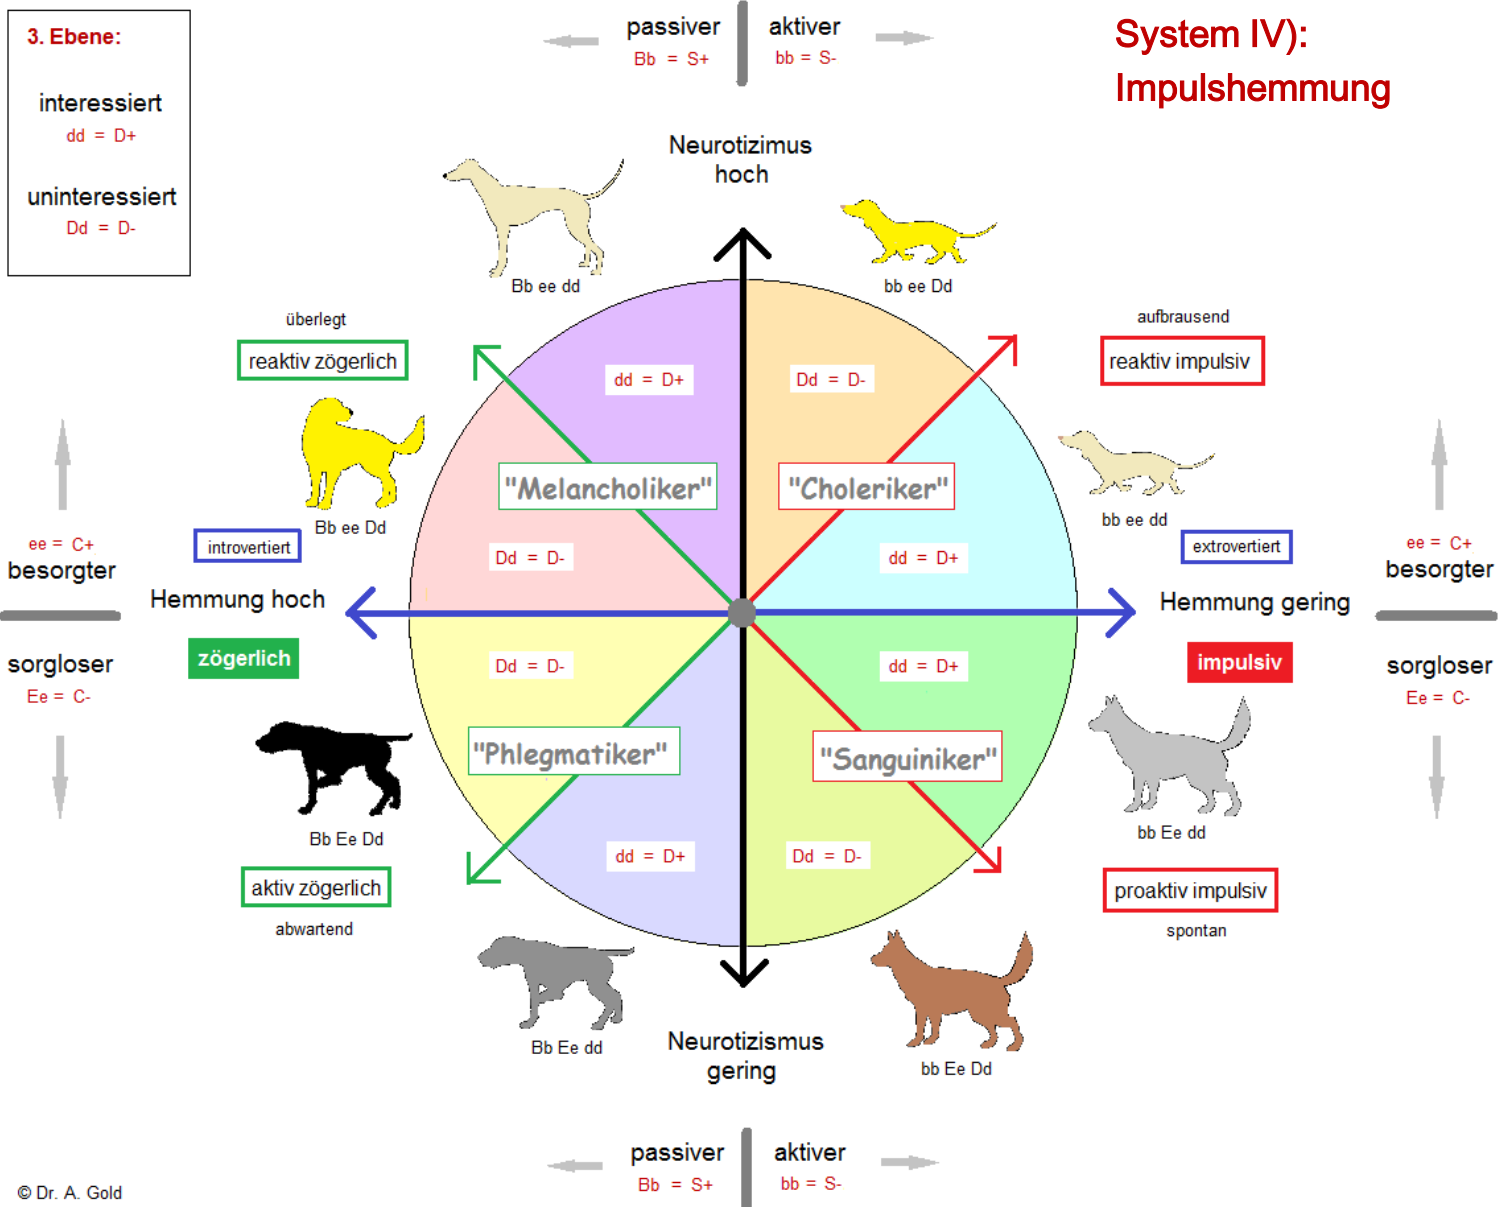 3. Ebene:
interessiert
dd = D+
uninteressiert
Dd = D-
passiver
Bb = S+
aktiver
bb = S-
System IV):
Impulshemmung
Neurotizimus
hoch
Bb ee dd
bb ee Dd
überlegt
reaktiv zögerlich
aufbrausend
reaktiv impulsiv
dd = D+
Dd = D-
"Melancholiker"
"Choleriker"
Bb ee Dd
bb ee dd
ee = C+
besorgter
introvertiert
Dd = D-
dd = D+
extrovertiert
ee = C+
besorgter
Hemmung hoch
Hemmung gering
zögerlich
impulsiv
sorgloser
Ee = C-
Dd = D-
dd = D+
sorgloser
Ee = C-
"Phlegmatiker"
"Sanguiniker"
Bb Ee Dd
bb Ee dd
aktiv zögerlich
abwartend
dd = D+
Dd = D-
proaktiv impulsiv
spontan
Bb Ee dd
bb Ee Dd
Neurotizismus
gering
passiver
Bb = S+
aktiver
bb = S-
© Dr. A. Gold